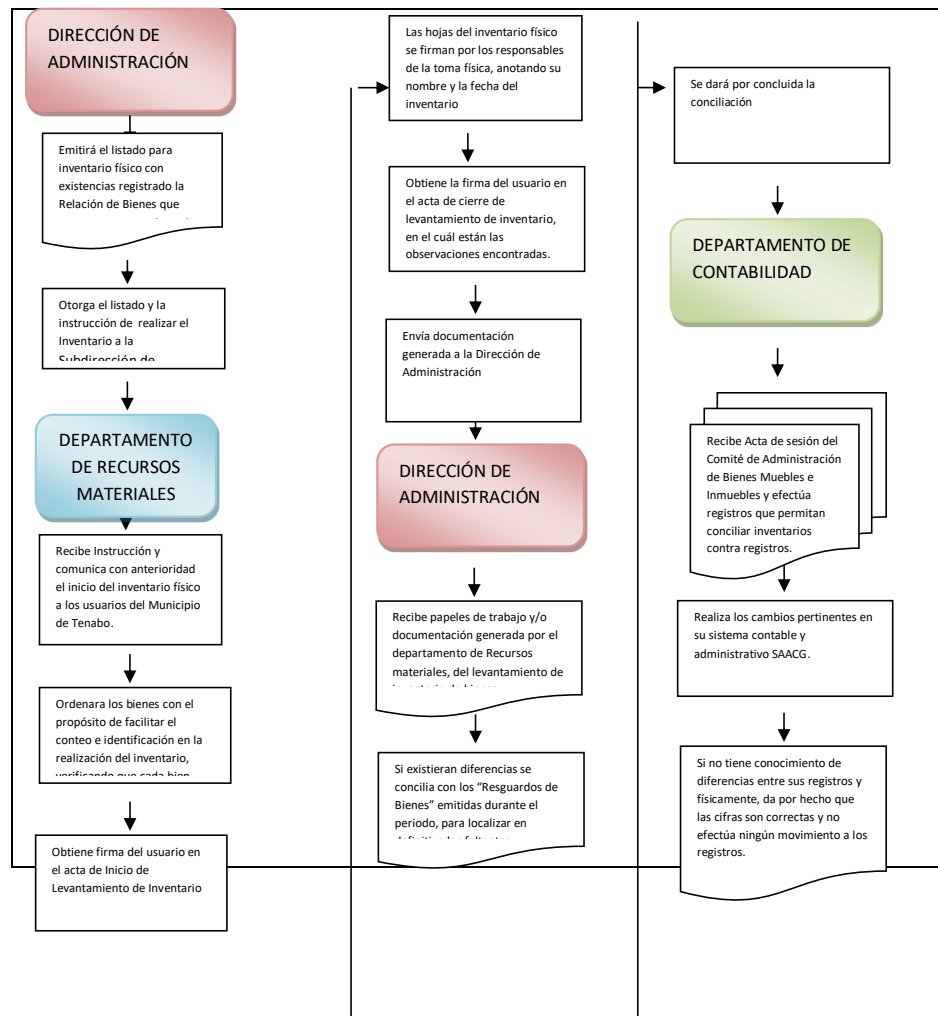 DIRECCIÓN DE
ADMINISTRACIÓN
Emitirá el listado para
inventario físico con
existencias registrado la
Relación de Bienes que
Otorga el listado y la
instrucción de realizar el
Inventario a la
Subdirección de
DEPARTAMENTO
DE RECURSOS
MATERIALES
Recibe Instrucción y
comunica con anterioridad
el inicio del inventario físico
a los usuarios del Municipio
de Tenabo.
Ordenara los bienes con el
propósito de facilitar el
conteo e identificación en la
realización del inventario,
verificando que cada bien
Obtiene firma del usuario en
el acta de Inicio de
Levantamiento de Inventario
Las hojas del inventario físico
se firman por los responsables
de la toma física, anotando su
nombre y la fecha del
inventario
Obtiene la firma del usuario en
el acta de cierre de
levantamiento de inventario,
en el cuál están las
observaciones encontradas.
Envía documentación
generada a la Dirección de
Administración
DIRECCIÓN DE
ADMINISTRACIÓN
Recibe papeles de trabajo y/o
documentación generada por el
departamento de Recursos
materiales, del levantamiento de
Si existieran diferencias se
concilia con los “Resguardos de
Bienes” emitidas durante el
periodo, para localizar en
Se dará por concluida la
conciliación
DEPARTAMENTO DE
CONTABILIDAD
Recibe Acta de sesión del
Comité de Administración
de Bienes Muebles e
Inmuebles y efectúa
registros que permitan
conciliar inventarios
contra registros.
Realiza los cambios pertinentes en
su sistema contable y
administrativo SAACG.
Si no tiene conocimiento de
diferencias entre sus registros y
físicamente, da por hecho que
las cifras son correctas y no
efectúa ningún movimiento a los
registros.